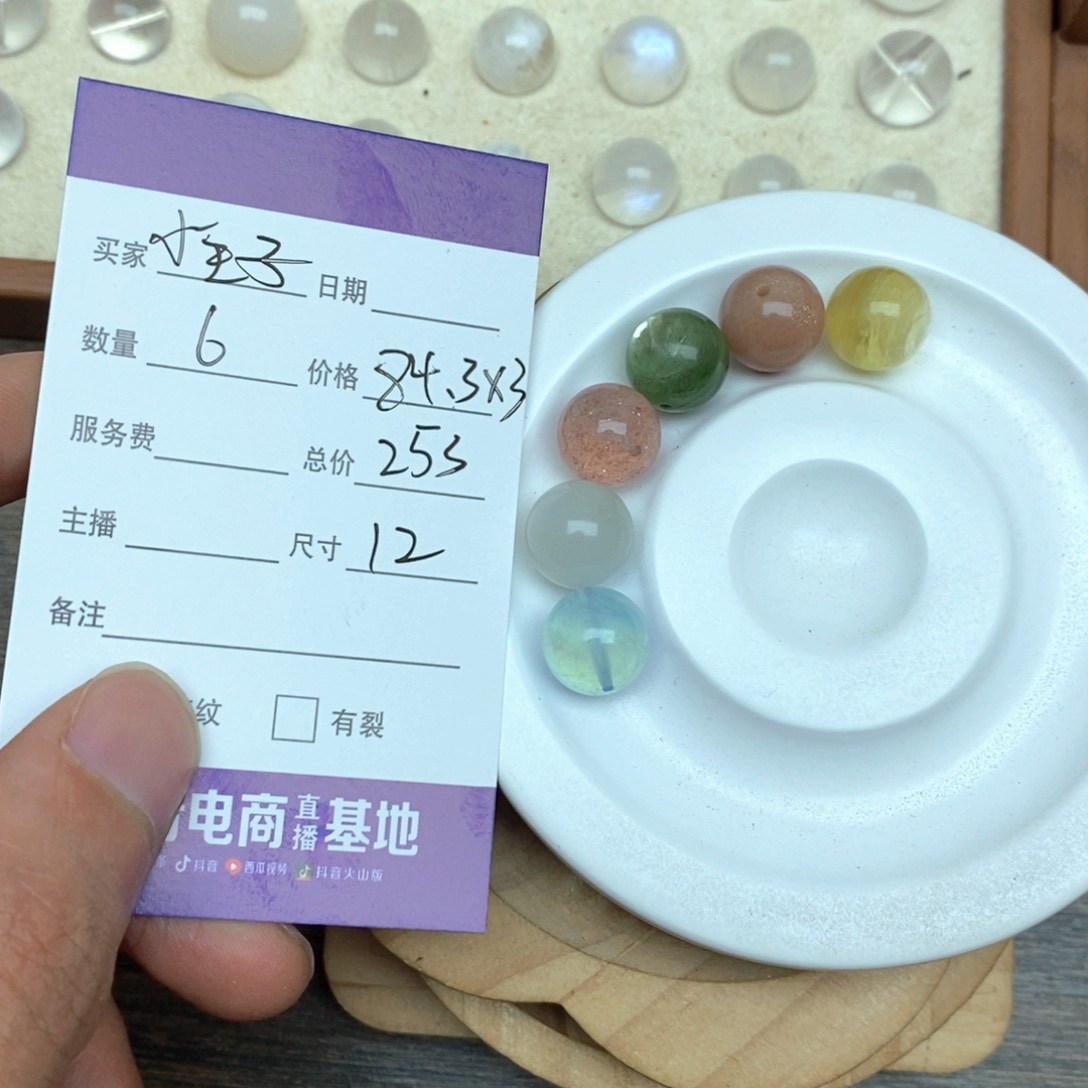 买家 小王子 日期
数量 6 价格 84.3x3
服务费 总价 253
主播 尺寸 12
备注
纹 有裂
电商直播基地
抖音 西瓜视频 抖音火山版